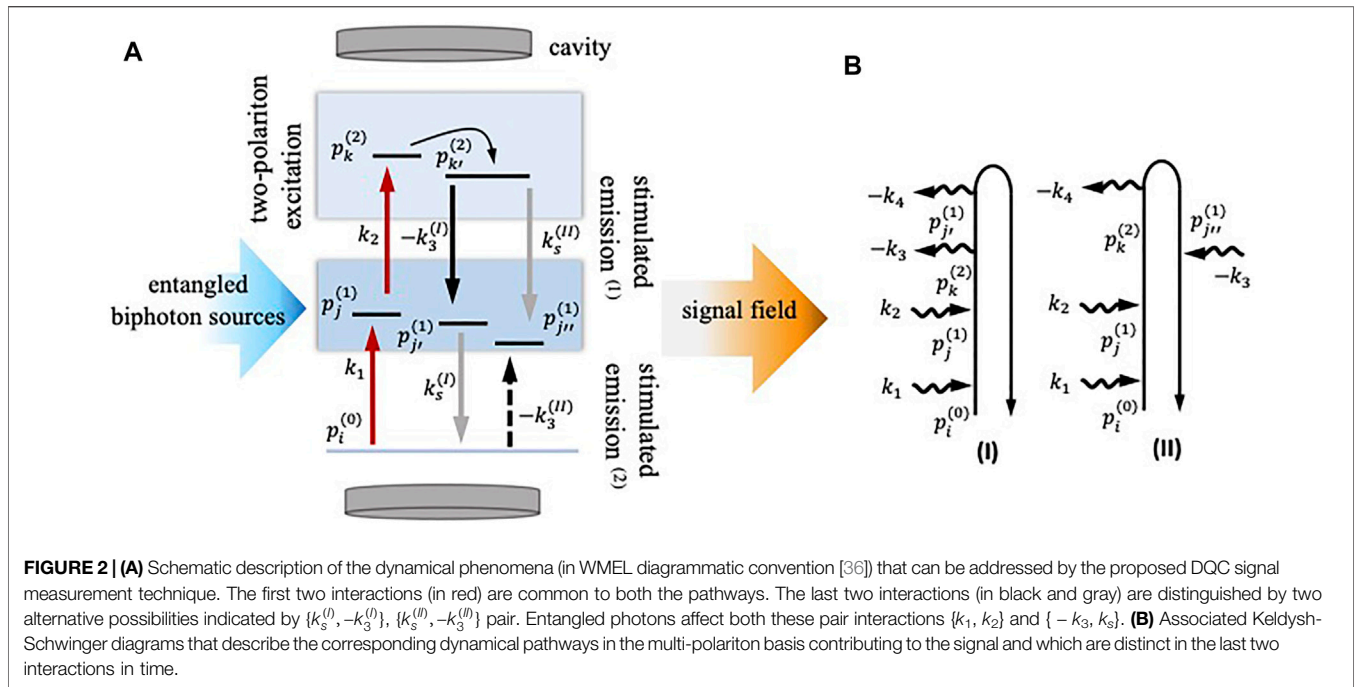 A
cavity
B
two-polariton
excitation
p_k^(2)
p_k'^(2)
k_2
−k_3^(I)
k_s^(II)
stimulated
emission ^(1)
entangled
biphoton sources
p_j^(1)
p_j'^(1)
p_j''^(1)
signal field
k_1
k_s^(I)
−k_3^(II)
stimulated
emission ^(2)
p_i^(0)
−k_4
p_j'^(1)
−k_3
p_k^(2)
k_2
p_j^(1)
k_1
p_i^(0)
(I)
−k_4
p_j''^(1)
p_k^(2)
−k_3
k_2
p_j^(1)
k_1
p_i^(0)
(II)
FIGURE 2 | (A) Schematic description of the dynamical phenomena (in WMEL diagrammatic convention [36]) that can be addressed by the proposed DQC signal
measurement technique. The first two interactions (in red) are common to both the pathways. The last two interactions (in black and gray) are distinguished by two
alternative possibilities indicated by {k_s^(I), −k_3^(I)}, {k_s^(II), −k_3^(II)} pair. Entangled photons affect both these pair interactions {k_1, k_2} and { − k_3, k_s}. (B) Associated Keldysh-
Schwinger diagrams that describe the corresponding dynamical pathways in the multi-polariton basis contributing to the signal and which are distinct in the last two
interactions in time.